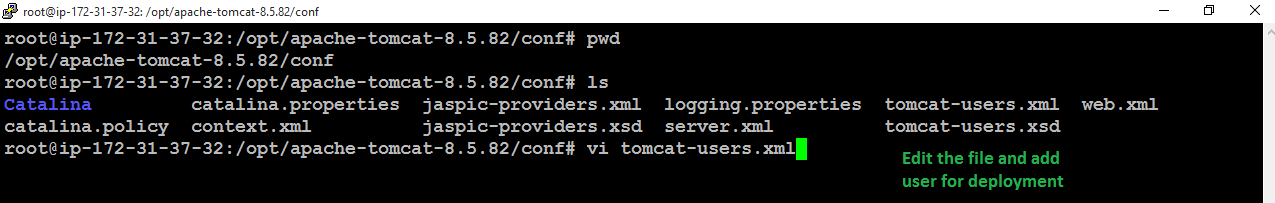 root@ip-172-31-37-32: /opt/apache-tomcat-8.5.82/conf
root@ip-172-31-37-32:/opt/apache-tomcat-8.5.82/conf# pwd
/opt/apache-tomcat-8.5.82/conf
root@ip-172-31-37-32:/opt/apache-tomcat-8.5.82/conf# ls
Catalina catalina.properties jaspic-providers.xml logging.properties tomcat-users.xml web.xml
catalina.policy context.xml jaspic-providers.xsd server.xml tomcat-users.xsd
root@ip-172-31-37-32:/opt/apache-tomcat-8.5.82/conf# vi tomcat-users.xml
Edit the file and add
user for deployment